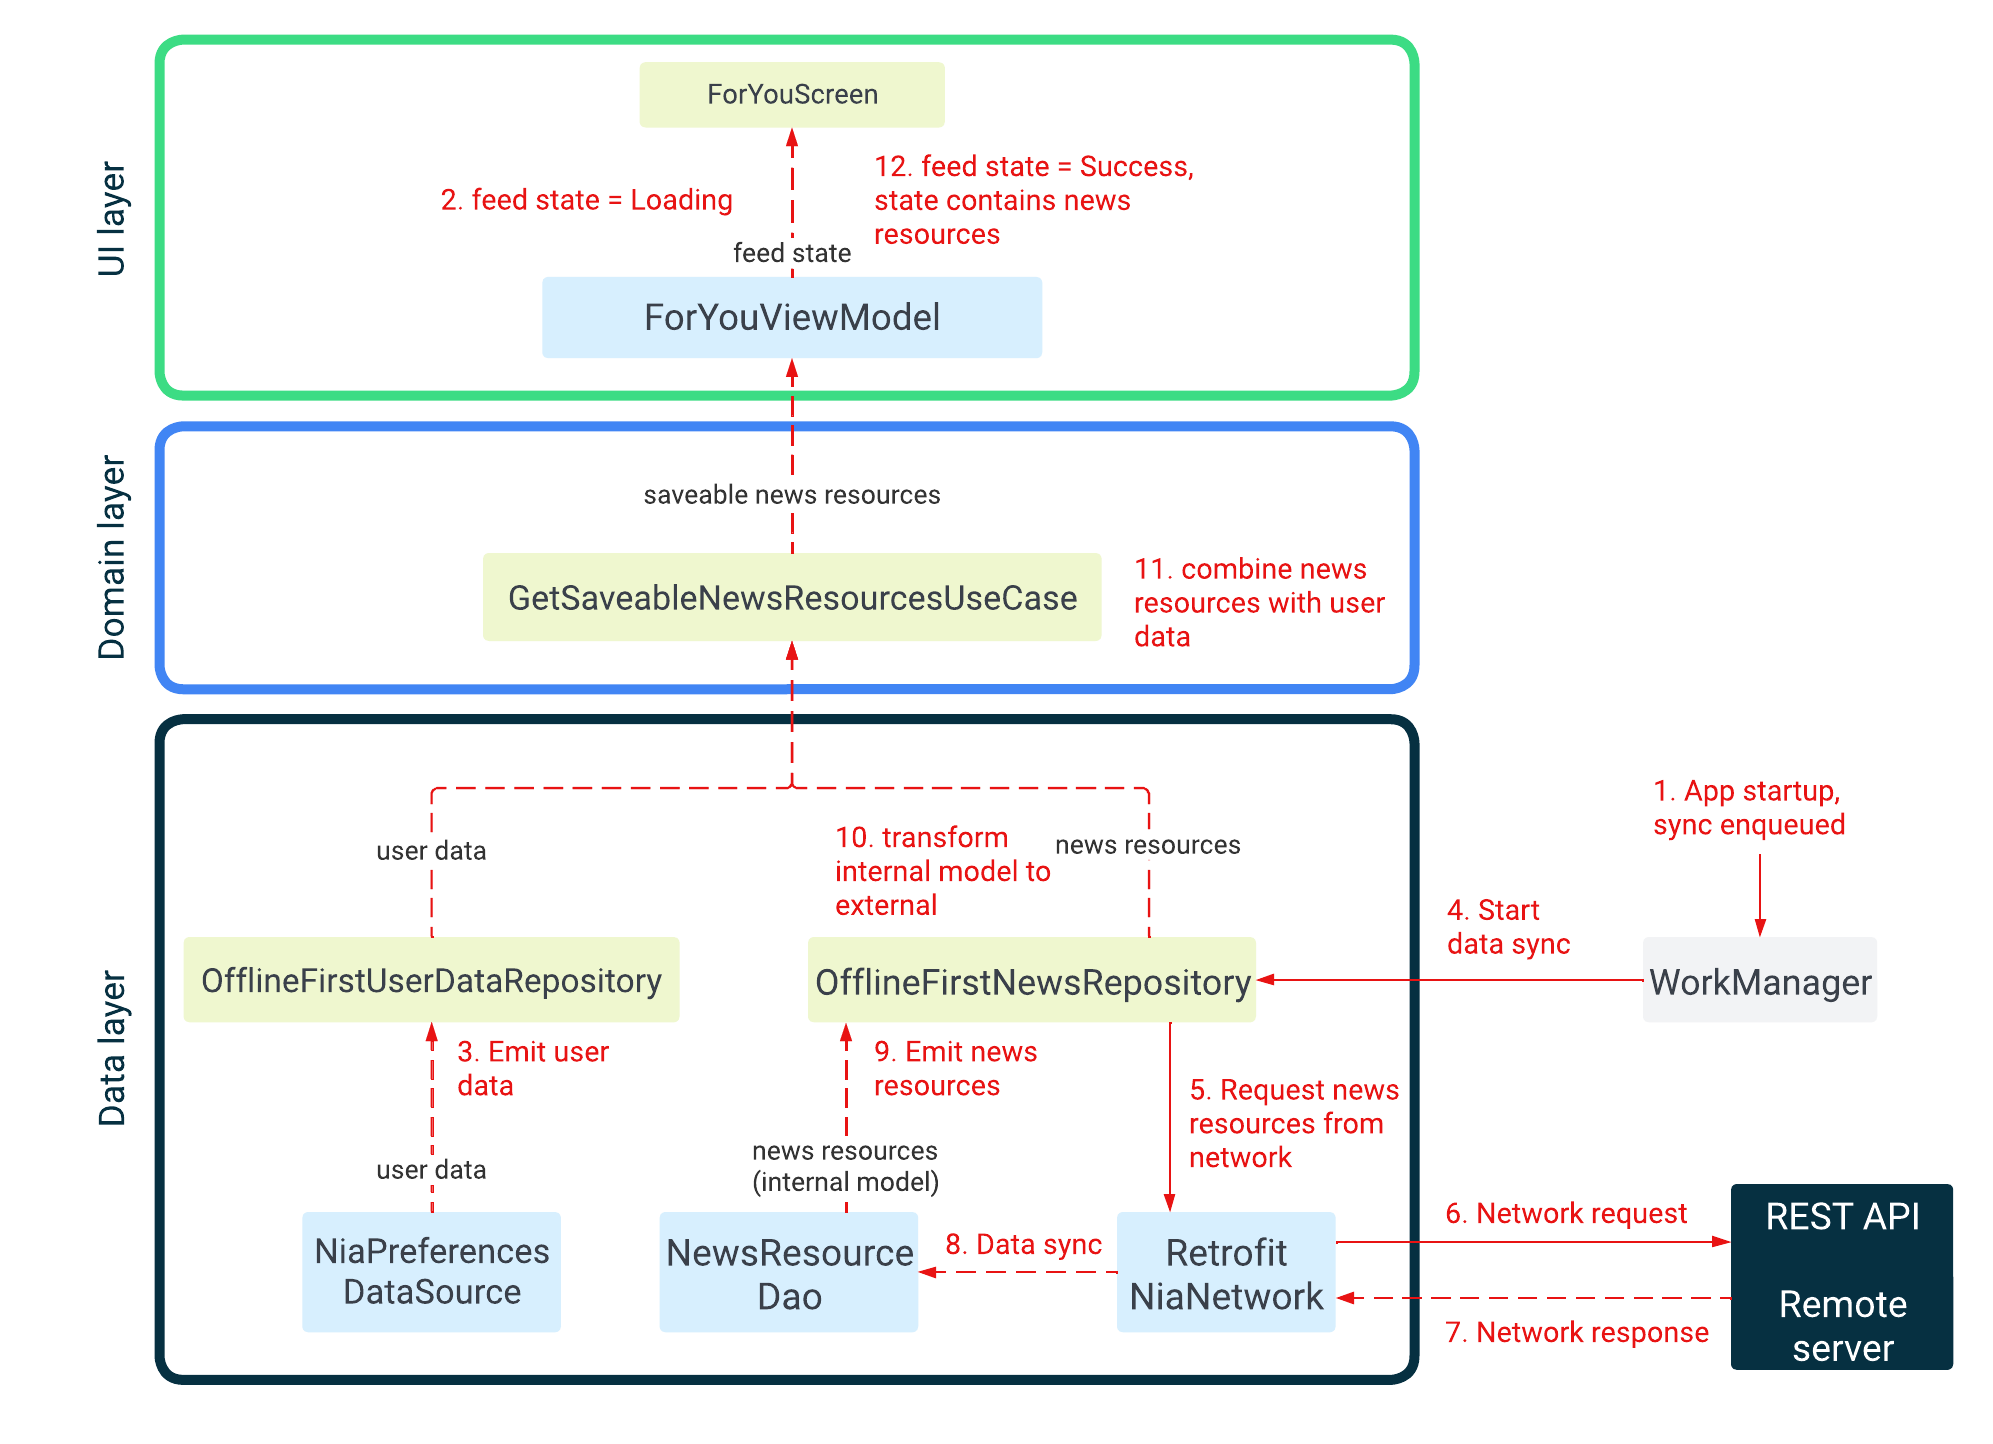 UI layer
ForYouScreen
2. feed state = Loading
12. feed state = Success,
state contains news
resources
feed state
ForYouViewModel
Domain layer
saveable news resources
GetSaveableNewsResourcesUseCase
11. combine news
resources with user
data
Data layer
user data
10. transform
internal model to
external
news resources
1. App startup,
sync enqueued
4. Start
data sync
OfflineFirstUserDataRepository
OfflineFirstNewsRepository
WorkManager
3. Emit user
data
9. Emit news
resources
5. Request news
resources from
network
user data
news resources
(internal model)
NiaPreferences
DataSource
NewsResource
Dao
8. Data sync
Retrofit
NiaNetwork
6. Network request
7. Network response
REST API
Remote
server